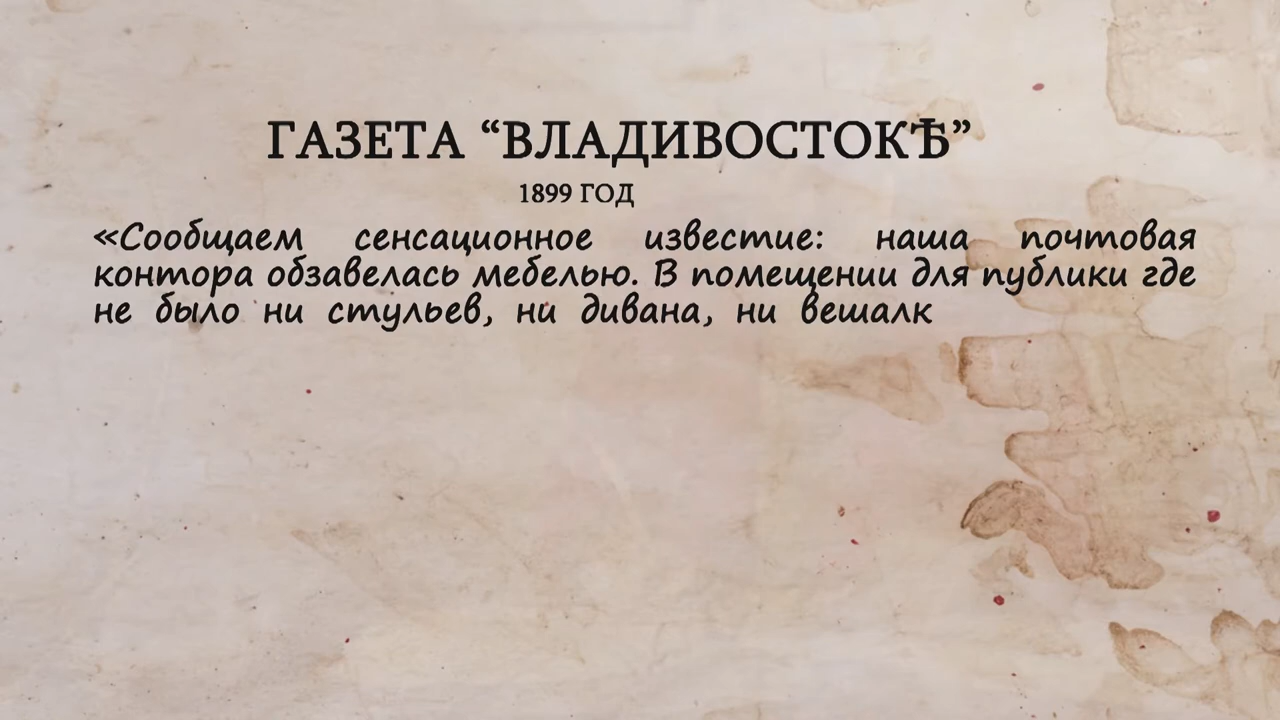 ГАЗЕТА “ВЛАДИВОСТОКѢ”
1899 ГОД
«Сообщаем сенсационное известие: наша почтовая
контора обзавелась мебелью. В помещении для публики где
не было ни стульев, ни дивана, ни вешалк